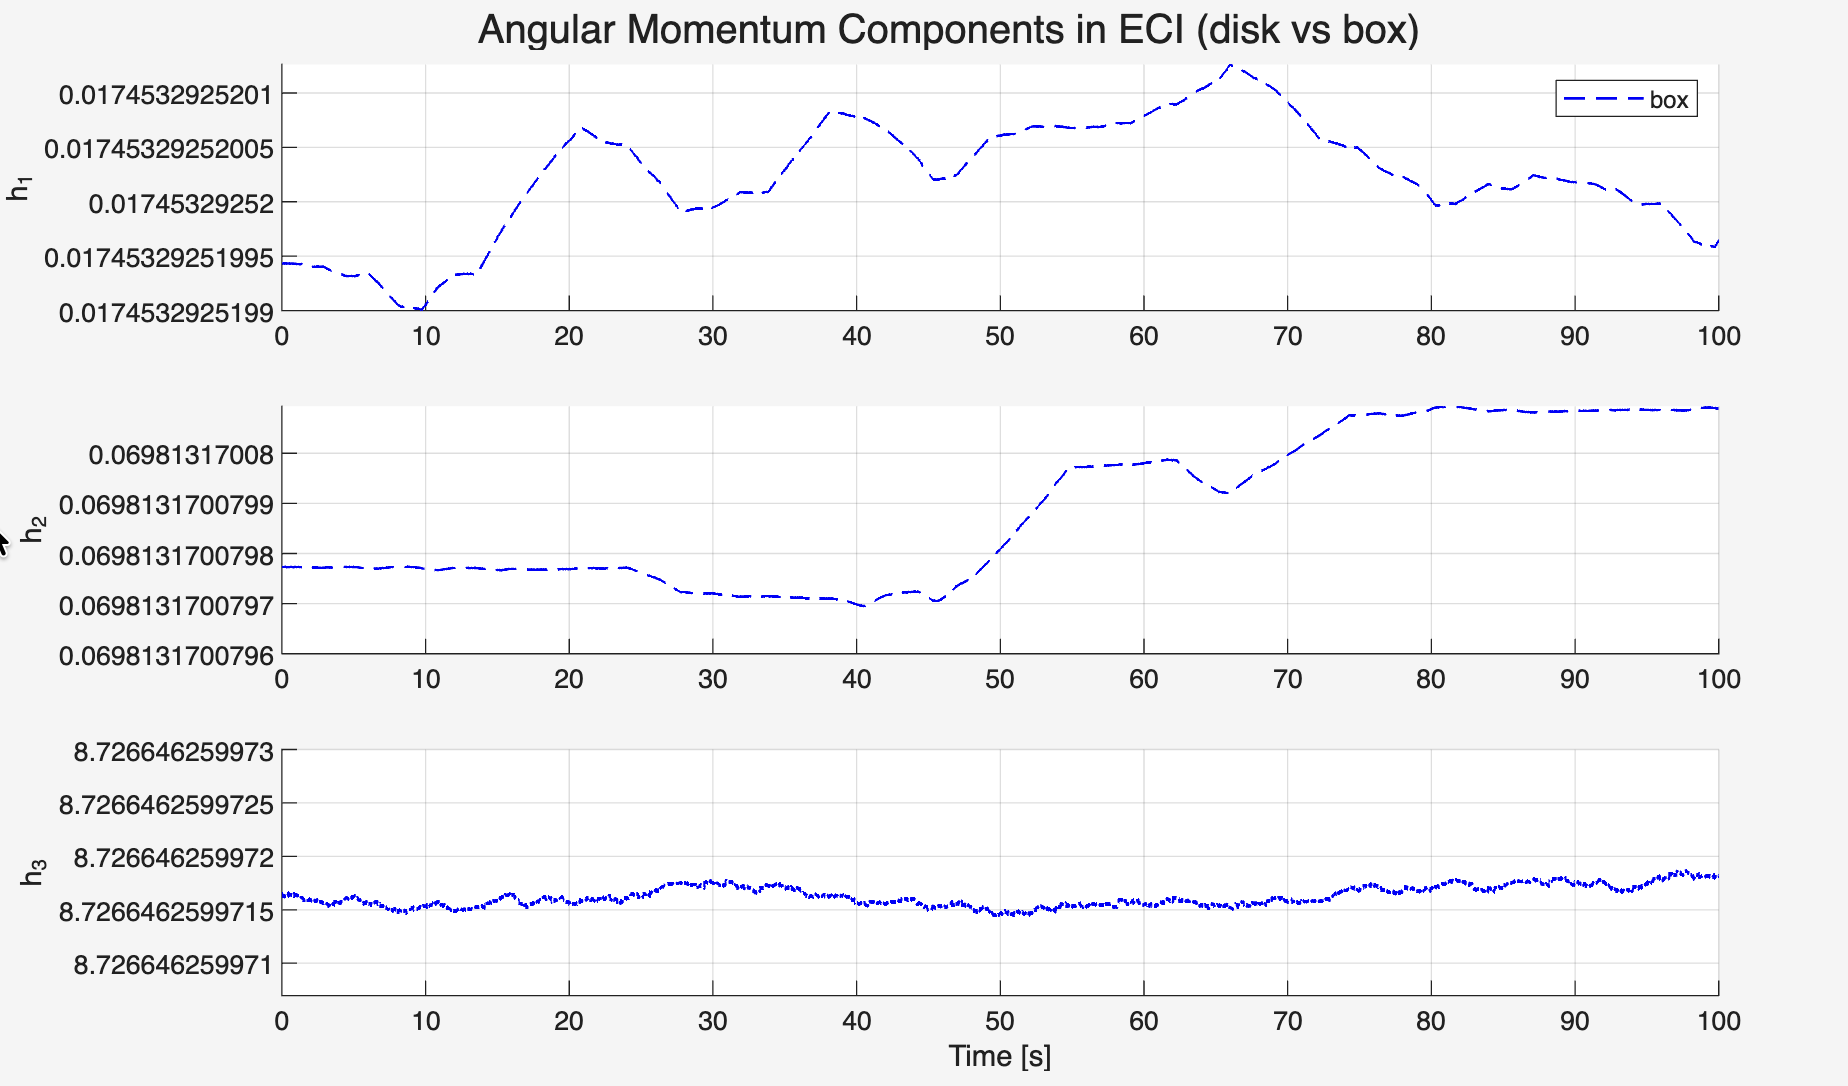 Angular Momentum Components in ECI (disk vs box)
0.0174532925201
0.01745329252005
0.01745329252
0.01745329251995
0.0174532925199
h1
box
0 10 20 30 40 50 60 70 80 90 100
0.06981317008
0.0698131700799
0.0698131700798
0.0698131700797
0.0698131700796
h2
0 10 20 30 40 50 60 70 80 90 100
8.726646259973
8.7266462599725
8.726646259972
8.7266462599715
8.726646259971
h3
0 10 20 30 40 50 60 70 80 90 100
Time [s]